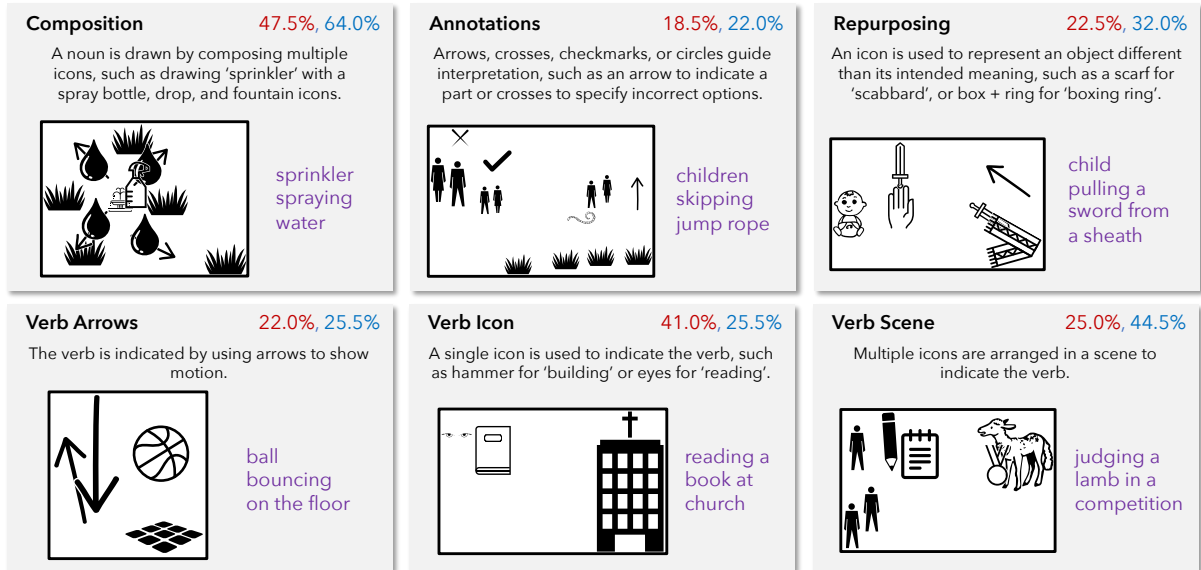 Composition 47.5%, 64.0%
A noun is drawn by composing multiple
icons, such as drawing ‘sprinkler’ with a
spray bottle, drop, and fountain icons.
sprinkler
spraying
water
Annotations 18.5%, 22.0%
Arrows, crosses, checkmarks, or circles guide
interpretation, such as an arrow to indicate a
part or crosses to specify incorrect options.
children
skipping
jump rope
Repurposing 22.5%, 32.0%
An icon is used to represent an object different
than its intended meaning, such as a scarf for
‘scabbard’, or box + ring for ‘boxing ring’.
child
pulling a
sword from
a sheath
Verb Arrows 22.0%, 25.5%
The verb is indicated by using arrows to show
motion.
ball
bouncing
on the floor
Verb Icon 41.0%, 25.5%
A single icon is used to indicate the verb, such
as hammer for ‘building’ or eyes for ‘reading’.
reading a
book at
church
Verb Scene 25.0%, 44.5%
Multiple icons are arranged in a scene to
indicate the verb.
judging a
lamb in a
competition